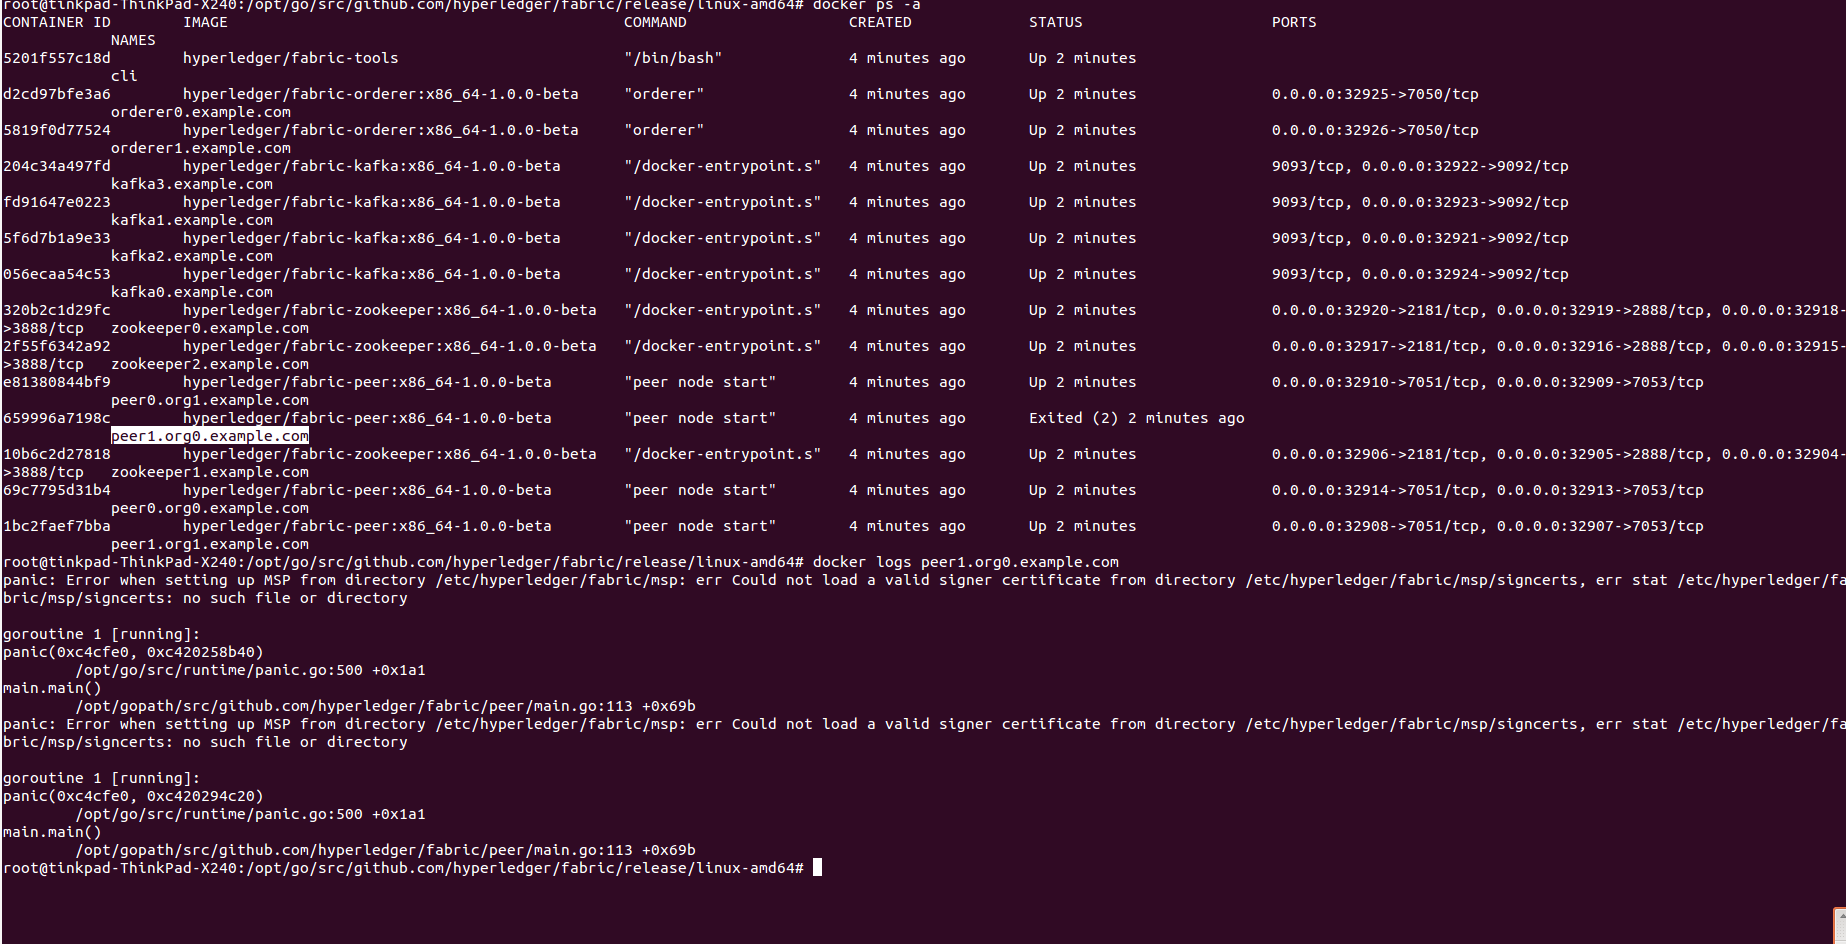 root@tinkpad-ThinkPad-X240:/opt/go/src/github.com/hyperledger/fabric/release/linux-amd64# docker ps -a
CONTAINER ID        IMAGE                                            COMMAND                  CREATED             STATUS                     PORTS
            NAMES
5201f557c18d        hyperledger/fabric-tools                         "/bin/bash"              4 minutes ago       Up 2 minutes
            cli
d2cd97bfe3a6        hyperledger/fabric-orderer:x86_64-1.0.0-beta     "orderer"                4 minutes ago       Up 2 minutes               0.0.0.0:32925->7050/tcp
            orderer0.example.com
5819f0d77524        hyperledger/fabric-orderer:x86_64-1.0.0-beta     "orderer"                4 minutes ago       Up 2 minutes               0.0.0.0:32926->7050/tcp
            orderer1.example.com
204c34a497fd        hyperledger/fabric-kafka:x86_64-1.0.0-beta       "/docker-entrypoint.s"   4 minutes ago       Up 2 minutes               9093/tcp, 0.0.0.0:32922->9092/tcp
            kafka3.example.com
fd91647e0223        hyperledger/fabric-kafka:x86_64-1.0.0-beta       "/docker-entrypoint.s"   4 minutes ago       Up 2 minutes               9093/tcp, 0.0.0.0:32923->9092/tcp
            kafka1.example.com
5f6d7b1a9e33        hyperledger/fabric-kafka:x86_64-1.0.0-beta       "/docker-entrypoint.s"   4 minutes ago       Up 2 minutes               9093/tcp, 0.0.0.0:32921->9092/tcp
            kafka2.example.com
056ecaa54c53        hyperledger/fabric-kafka:x86_64-1.0.0-beta       "/docker-entrypoint.s"   4 minutes ago       Up 2 minutes               9093/tcp, 0.0.0.0:32924->9092/tcp
            kafka0.example.com
320b2c1d29fc        hyperledger/fabric-zookeeper:x86_64-1.0.0-beta   "/docker-entrypoint.s"   4 minutes ago       Up 2 minutes               0.0.0.0:32920->2181/tcp, 0.0.0.0:32919->2888/tcp, 0.0.0.0:32918-
>3888/tcp   zookeeper0.example.com
2f55f6342a92        hyperledger/fabric-zookeeper:x86_64-1.0.0-beta   "/docker-entrypoint.s"   4 minutes ago       Up 2 minutes               0.0.0.0:32917->2181/tcp, 0.0.0.0:32916->2888/tcp, 0.0.0.0:32915-
>3888/tcp   zookeeper2.example.com
e81380844bf9        hyperledger/fabric-peer:x86_64-1.0.0-beta        "peer node start"        4 minutes ago       Up 2 minutes               0.0.0.0:32910->7051/tcp, 0.0.0.0:32909->7053/tcp
            peer0.org1.example.com
659996a7198c        hyperledger/fabric-peer:x86_64-1.0.0-beta        "peer node start"        4 minutes ago       Exited (2) 2 minutes ago
            peer1.org0.example.com
10b6c2d27818        hyperledger/fabric-zookeeper:x86_64-1.0.0-beta   "/docker-entrypoint.s"   4 minutes ago       Up 2 minutes               0.0.0.0:32906->2181/tcp, 0.0.0.0:32905->2888/tcp, 0.0.0.0:32904-
>3888/tcp   zookeeper1.example.com
69c7795d31b4        hyperledger/fabric-peer:x86_64-1.0.0-beta        "peer node start"        4 minutes ago       Up 2 minutes               0.0.0.0:32914->7051/tcp, 0.0.0.0:32913->7053/tcp
            peer0.org0.example.com
1bc2faef7bba        hyperledger/fabric-peer:x86_64-1.0.0-beta        "peer node start"        4 minutes ago       Up 2 minutes               0.0.0.0:32908->7051/tcp, 0.0.0.0:32907->7053/tcp
            peer1.org1.example.com
root@tinkpad-ThinkPad-X240:/opt/go/src/github.com/hyperledger/fabric/release/linux-amd64# docker logs peer1.org0.example.com
panic: Error when setting up MSP from directory /etc/hyperledger/fabric/msp: err Could not load a valid signer certificate from directory /etc/hyperledger/fabric/msp/signcerts, err stat /etc/hyperledger/fa
bric/msp/signcerts: no such file or directory

goroutine 1 [running]:
panic(0xc4cfe0, 0xc420258b40)
        /opt/go/src/runtime/panic.go:500 +0x1a1
main.main()
        /opt/gopath/src/github.com/hyperledger/fabric/peer/main.go:113 +0x69b
panic: Error when setting up MSP from directory /etc/hyperledger/fabric/msp: err Could not load a valid signer certificate from directory /etc/hyperledger/fabric/msp/signcerts, err stat /etc/hyperledger/fa
bric/msp/signcerts: no such file or directory

goroutine 1 [running]:
panic(0xc4cfe0, 0xc420294c20)
        /opt/go/src/runtime/panic.go:500 +0x1a1
main.main()
        /opt/gopath/src/github.com/hyperledger/fabric/peer/main.go:113 +0x69b
root@tinkpad-ThinkPad-X240:/opt/go/src/github.com/hyperledger/fabric/release/linux-amd64#